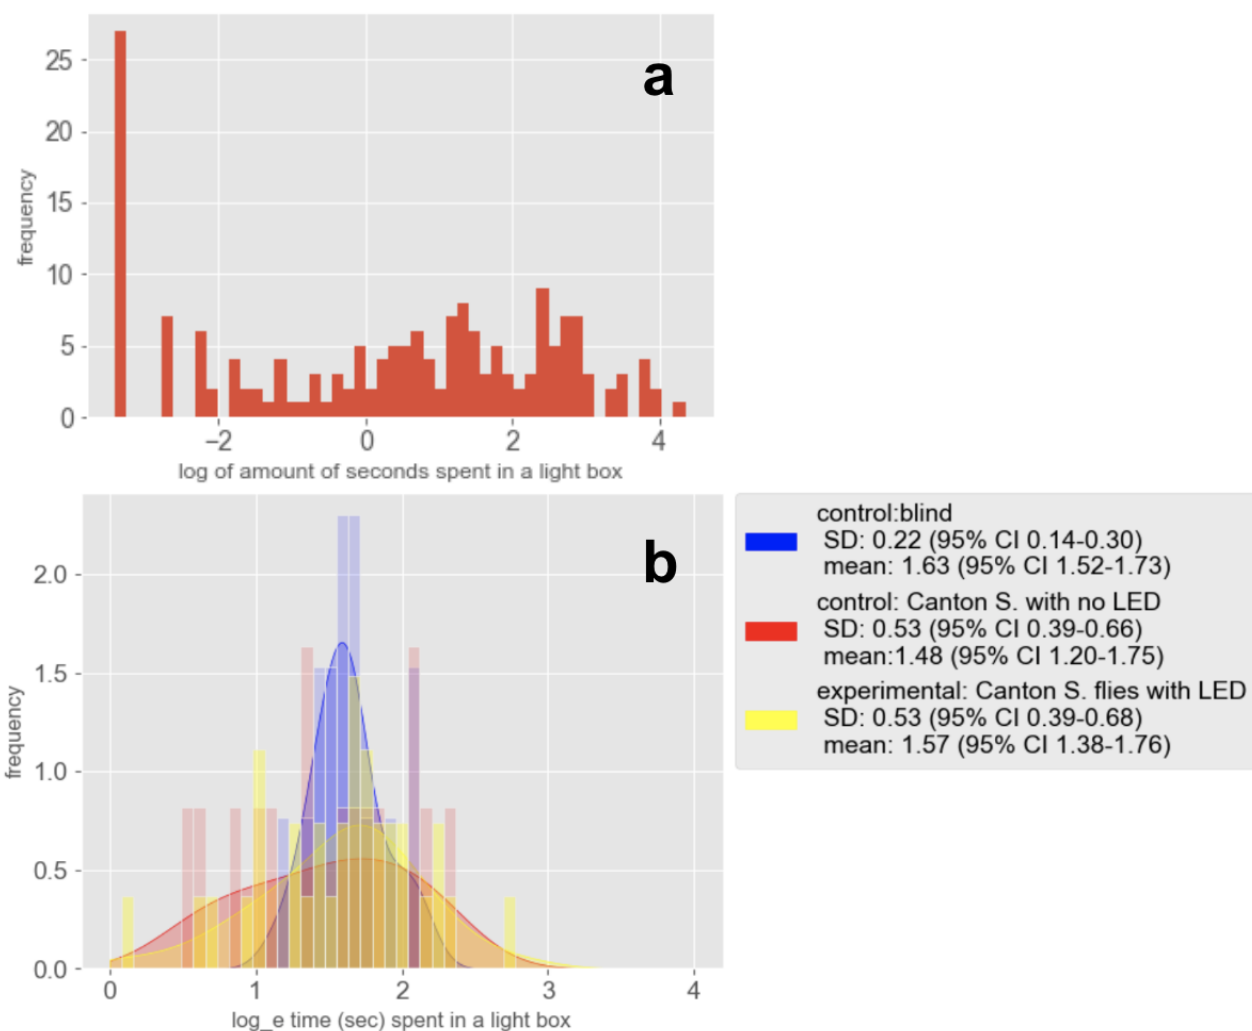 a
25
20
15
10
5
0
frequency
−2
0
2
4
log of amount of seconds spent in a light box
b
2.0
1.5
1.0
0.5
0.0
frequency
0
1
2
3
4
log_e time (sec) spent in a light box
control:blind
SD: 0.22 (95% CI 0.14-0.30)
mean: 1.63 (95% CI 1.52-1.73)
control: Canton S. with no LED
SD: 0.53 (95% CI 0.39-0.66)
mean:1.48 (95% CI 1.20-1.75)
experimental: Canton S. flies with LED
SD: 0.53 (95% CI 0.39-0.68)
mean: 1.57 (95% CI 1.38-1.76)